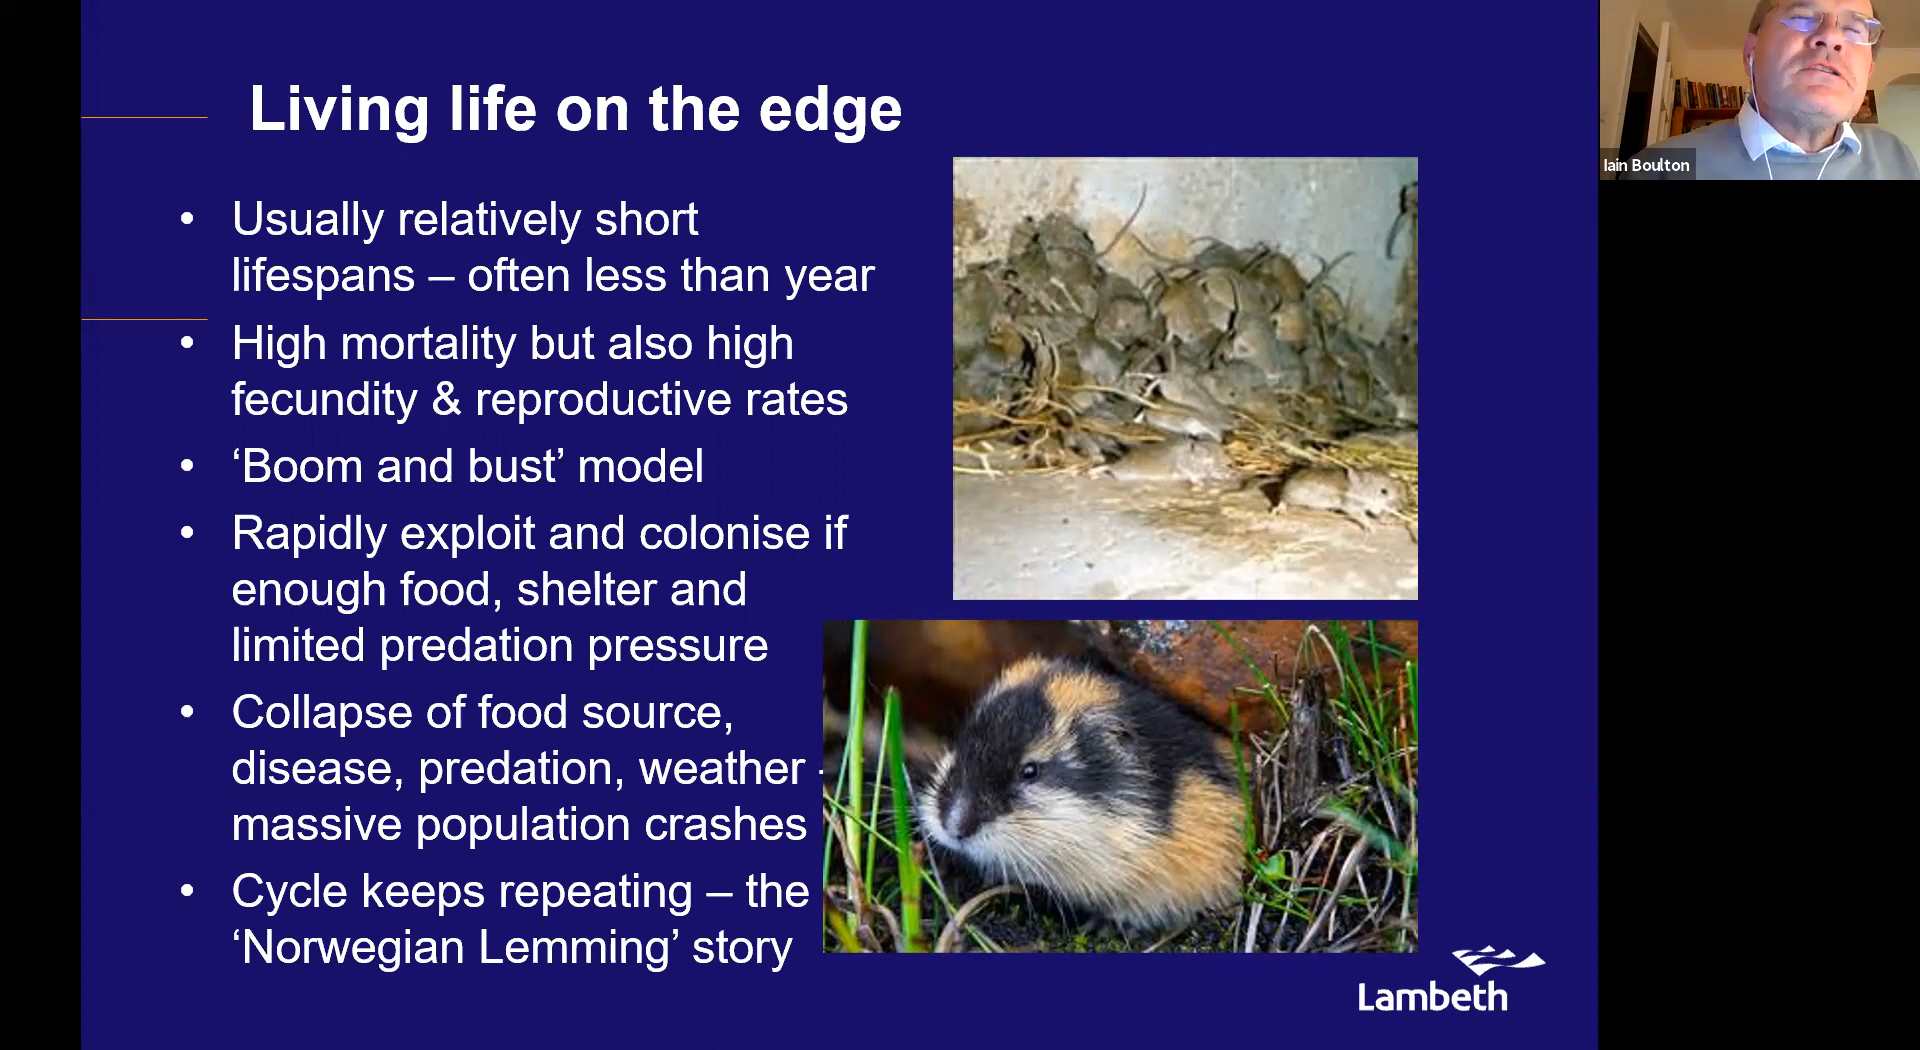 Living life on the edge
• Usually relatively short
lifespans – often less than year
• High mortality but also high
fecundity & reproductive rates
• ‘Boom and bust’ model
• Rapidly exploit and colonise if
enough food, shelter and
limited predation pressure
• Collapse of food source,
disease, predation, weather -
massive population crashes
• Cycle keeps repeating – the
‘Norwegian Lemming’ story
Lambeth
Iain Boulton